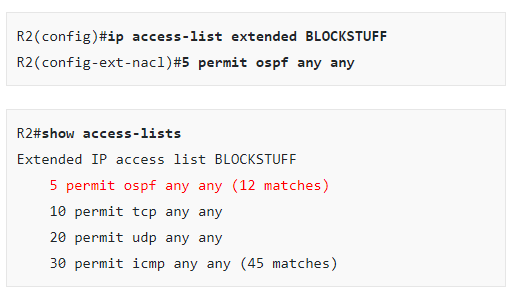 R2(config)#ip access-list extended BLOCKSTUFF
R2(config-ext-nacl)#5 permit ospf any any
R2#show access-lists
Extended IP access list BLOCKSTUFF
    5 permit ospf any any (12 matches)
    10 permit tcp any any
    20 permit udp any any
    30 permit icmp any any (45 matches)